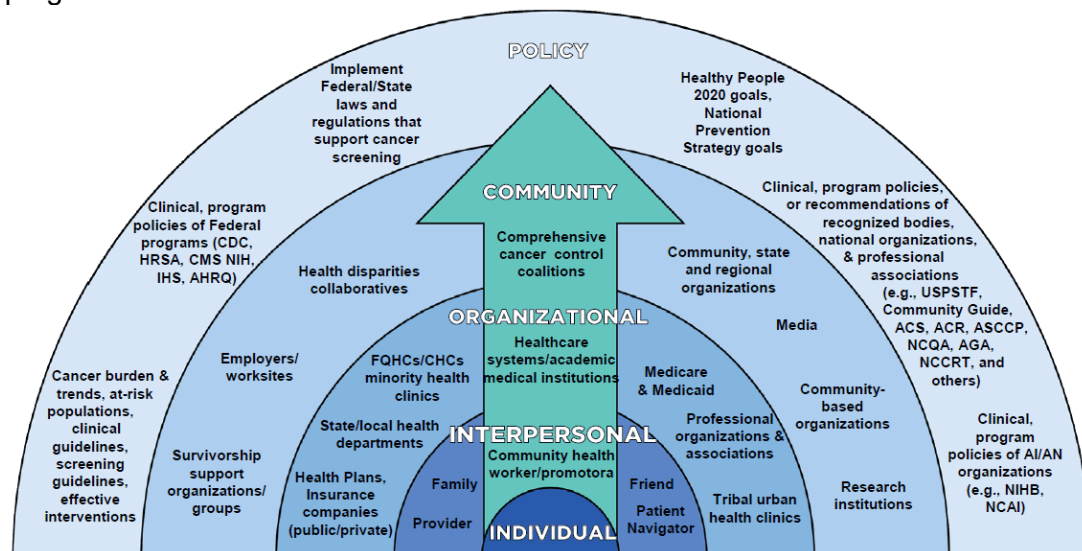 POLICY
Implement
Federal/State
laws and
regulations that
support cancer
screening
Healthy People
2020 goals,
National
Prevention
Strategy goals
Clinical, program
policies of Federal
programs (CDC,
HRSA, CMS NIH,
IHS, AHRQ)
Clinical, program policies,
or recommendations of
recognized bodies,
national organizations,
& professional
associations
(e.g., USPSTF,
Community Guide,
ACS, ACR, ASCCP,
NCQA, AGA,
NCCRT, and
others)
Cancer burden &
trends, at-risk
populations,
clinical
guidelines,
screening
guidelines,
effective
interventions
Clinical,
program
policies of AI/AN
organizations
(e.g., NIHB,
NCAI)
COMMUNITY
Comprehensive
cancer control
coalitions
Health disparities
collaboratives
Community, state
and regional
organizations
Employers/
worksites
Media
Survivorship
support
organizations/
groups
Community-
based
organizations
Research
institutions
ORGANIZATIONAL
Healthcare
systems/academic
medical institutions
FQHCs/CHCs
minority health
clinics
Medicare
& Medicaid
State/local health
departments
Professional
organizations &
associations
Health Plans,
Insurance
companies
(public/private)
Tribal urban
health clinics
INTERPERSONAL
Community health
worker/promotora
Family
Friend
Provider
Patient
Navigator
INDIVIDUAL